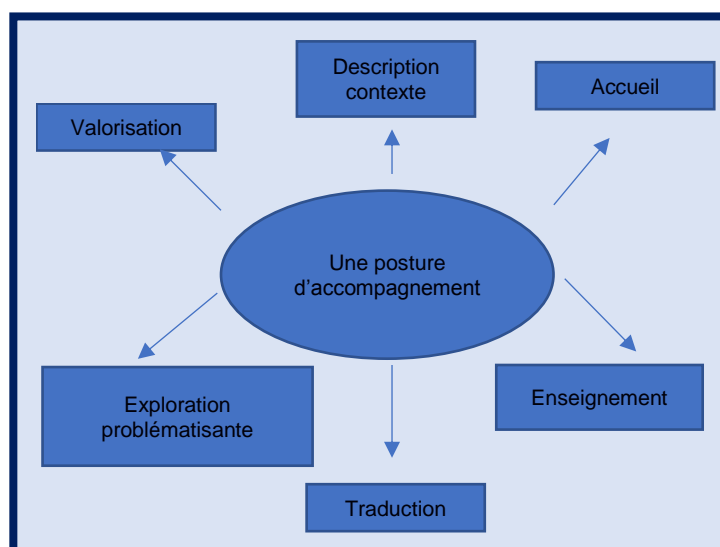 Description
contexte
Accueil
Valorisation
Une posture
d'accompagnement
Exploration
problématisante
Enseignement
Traduction